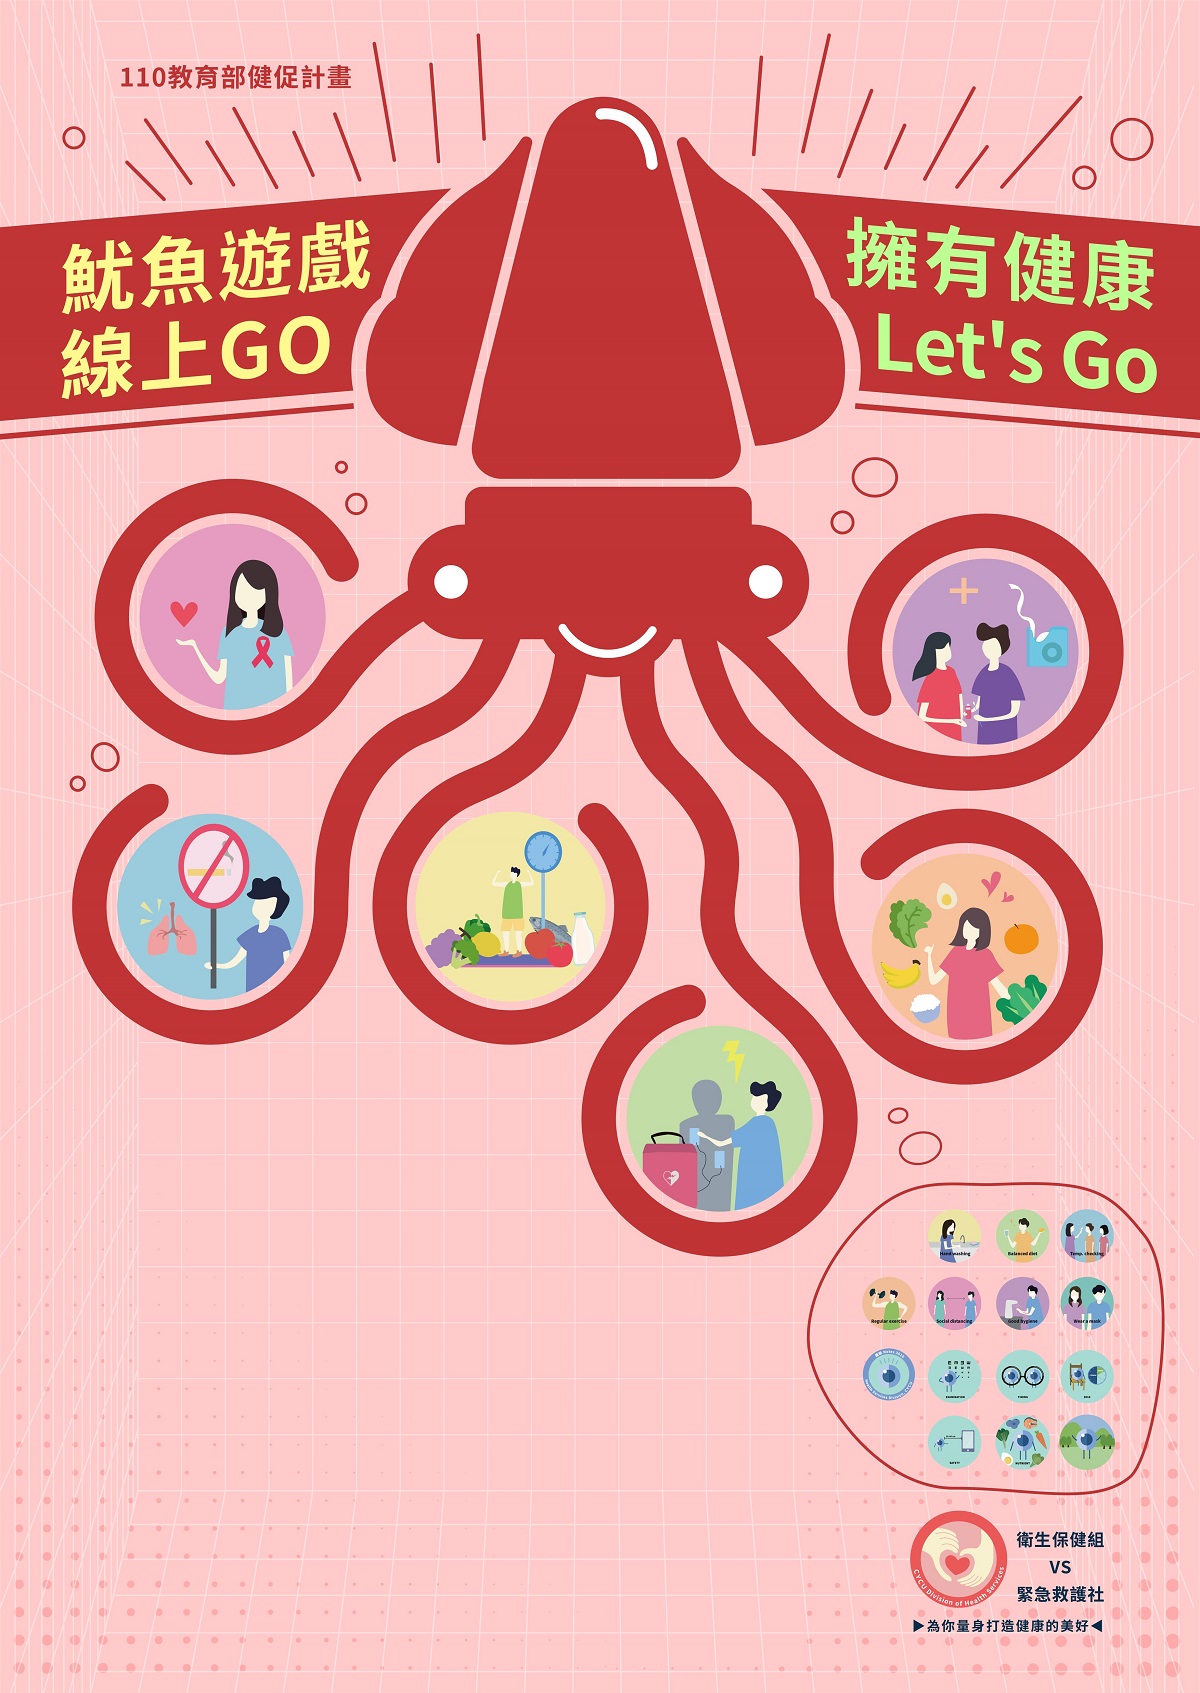 110教育部健促計畫
魷魚遊戲
線上GO
擁有健康
Let's Go
Hand washing
Balanced diet
Temp. checking
Regular exercise
Social distancing
Good hygiene
Wear a mask
NUTRIENT
CYCU Division of Health Services
衛生保健組
VS
緊急救護社
▶為你量身打造健康的美好◀